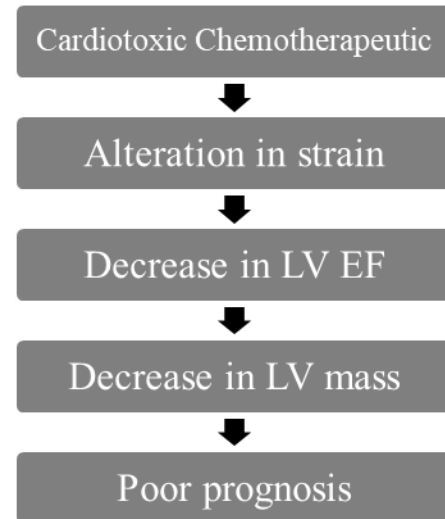 Cardiotoxic Chemotherapeutic
Alteration in strain
Decrease in LV EF
Decrease in LV mass
Poor prognosis